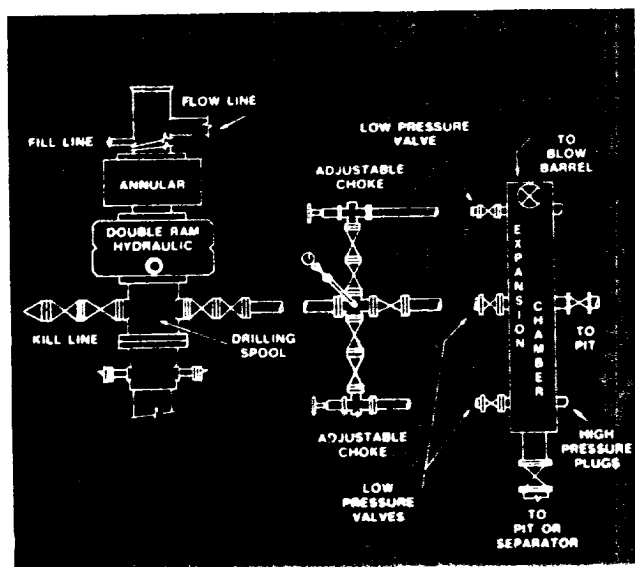 FLOW LINE
FILL LINE
ANNULAR
DOUBLE RAM
HYDRAULIC
KILL LINE
DRILLING
SPOOL
ADJUSTABLE
CHOKE
ADJUSTABLE
CHOKE
LOW PRESSURE
VALVE
LOW
PRESSURE
VALVES
TO
BLOW
BARREL
EXPANSION
CHAMBER
TO
PIT
HIGH
PRESSURE
PLUGS
TO
PIT OR
SEPARATOR